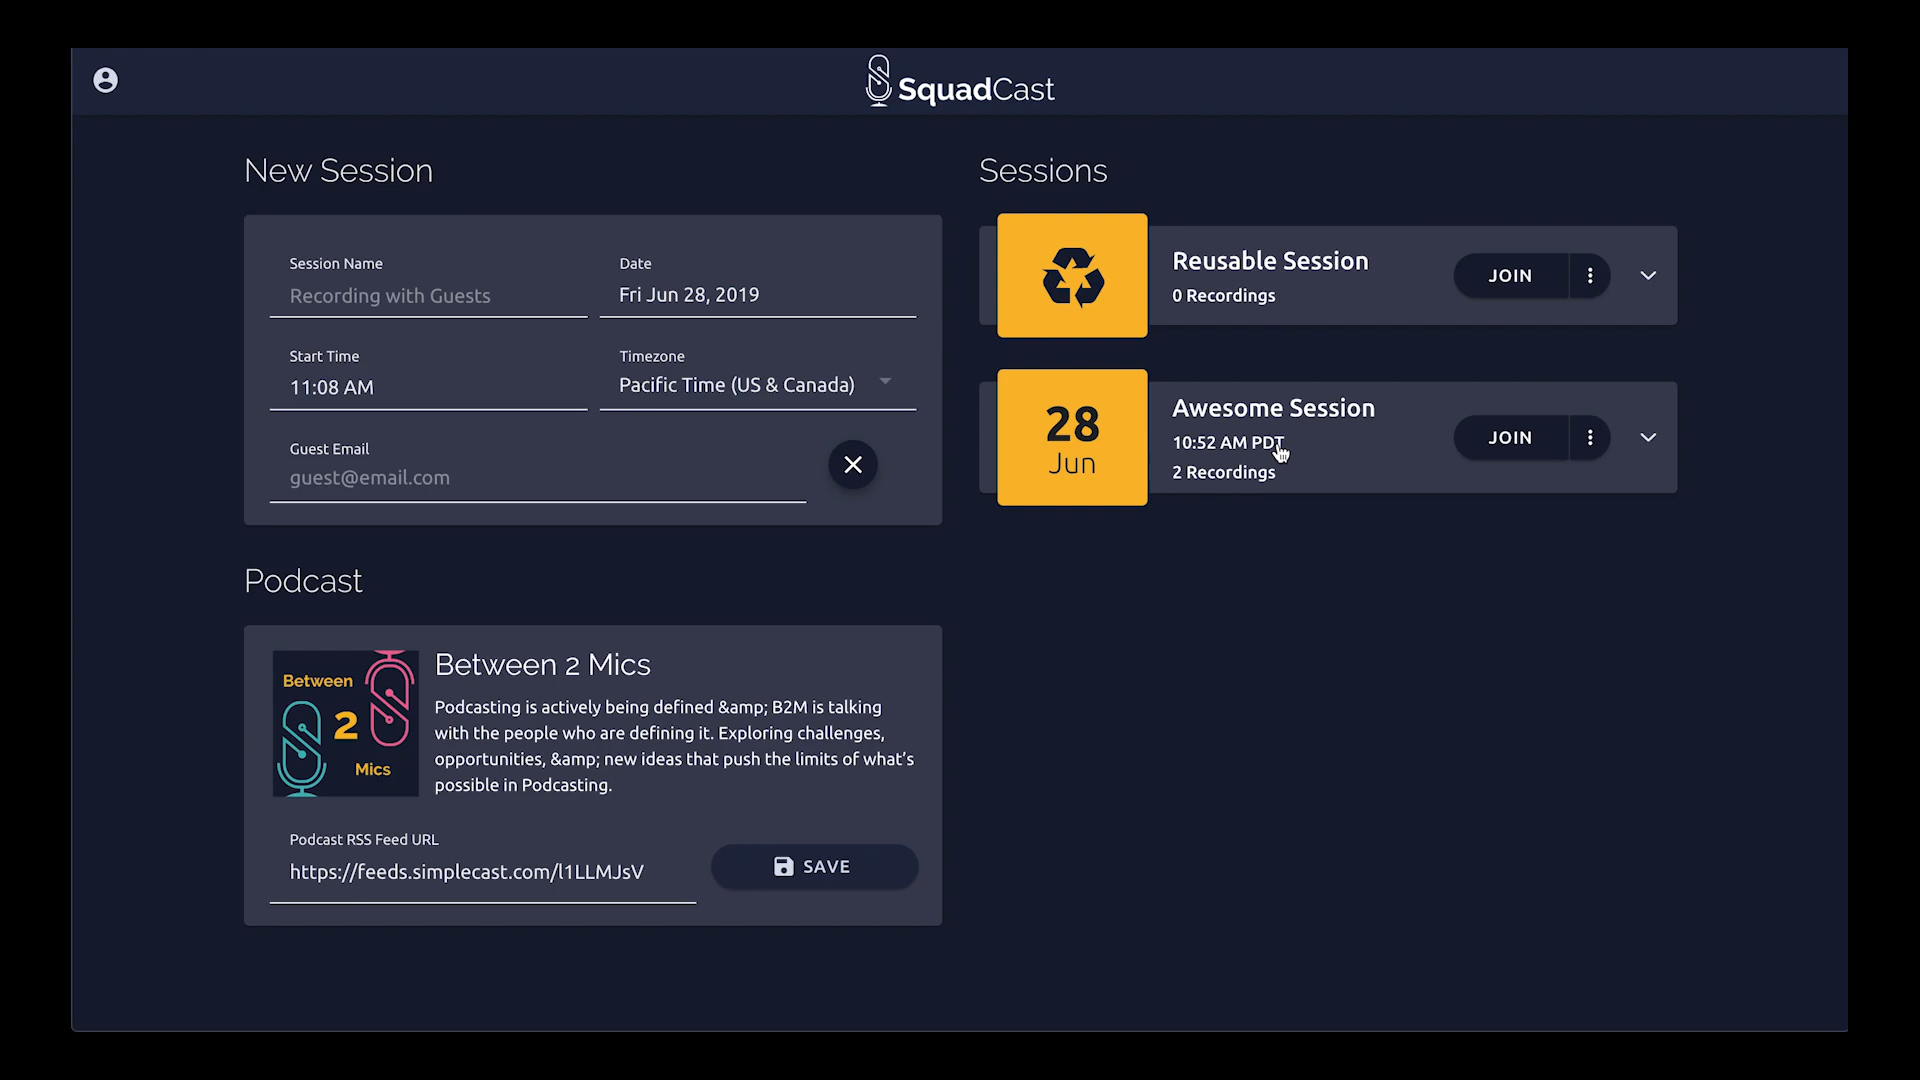 SquadCast
New Session
Session Name
Recording with Guests
Date
Fri Jun 28, 2019
Start Time
11:08 AM
Timezone
Pacific Time (US & Canada)
Guest Email
guest@email.com
Sessions
Reusable Session
0 Recordings
JOIN
28
Jun
Awesome Session
10:52 AM PDT
2 Recordings
JOIN
Podcast
Between
2
Mics
Between 2 Mics
Podcasting is actively being defined &amp; B2M is talking
with the people who are defining it. Exploring challenges,
opportunities, &amp; new ideas that push the limits of what's
possible in Podcasting.
Podcast RSS Feed URL
https://feeds.simplecast.com/l1LLMJsV
SAVE